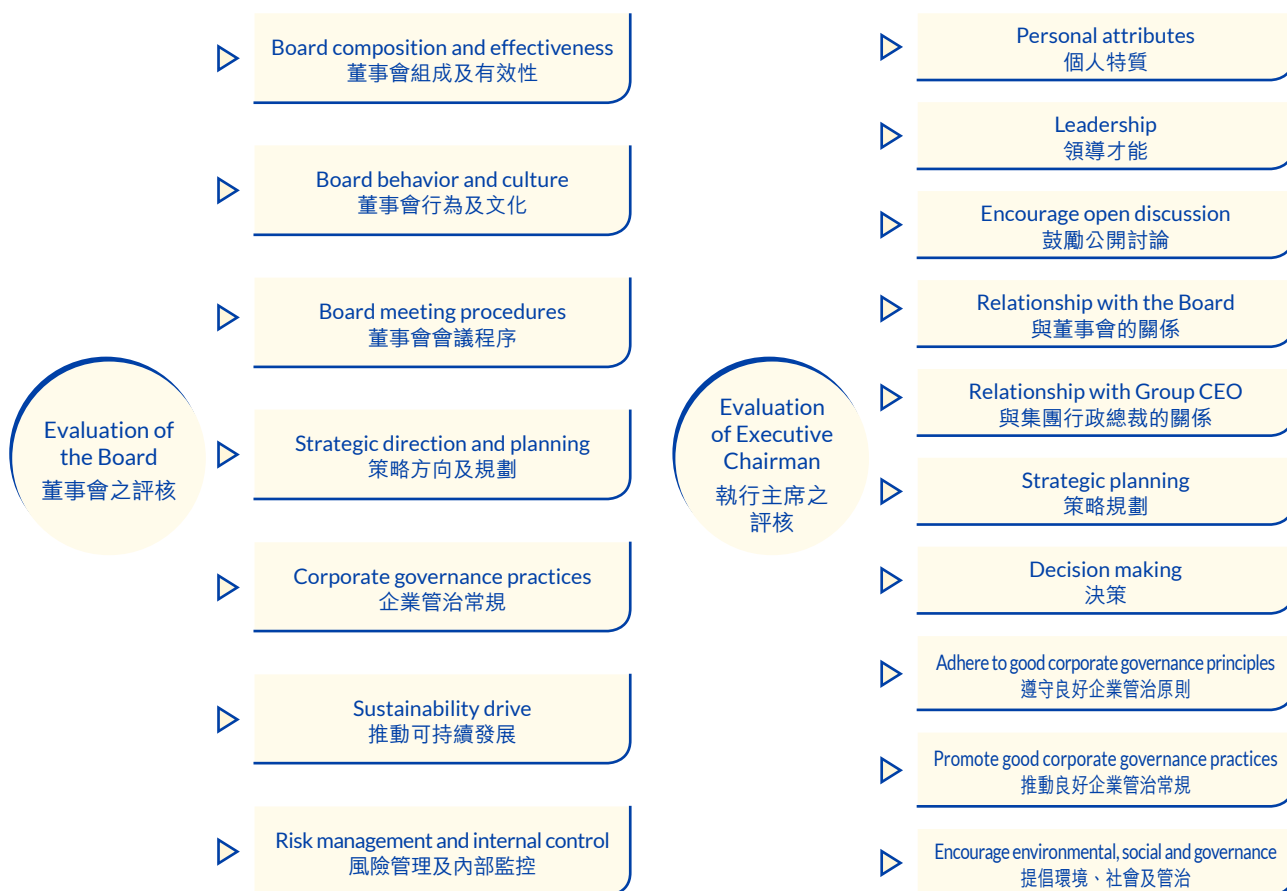 Evaluation of
the Board
董事會之評核
Board composition and effectiveness
董事會組成及有效性
Board behavior and culture
董事會行為及文化
Board meeting procedures
董事會會議程序
Strategic direction and planning
策略方向及規劃
Corporate governance practices
企業管治常規
Sustainability drive
推動可持續發展
Risk management and internal control
風險管理及內部監控
Evaluation
of Executive
Chairman
執行主席之
評核
Personal attributes
個人特質
Leadership
領導才能
Encourage open discussion
鼓勵公開討論
Relationship with the Board
與董事會的關係
Relationship with Group CEO
與集團行政總裁的關係
Strategic planning
策略規劃
Decision making
決策
Adhere to good corporate governance principles
遵守良好企業管治原則
Promote good corporate governance practices
推動良好企業管治常規
Encourage environmental, social and governance
提倡環境、社會及管治